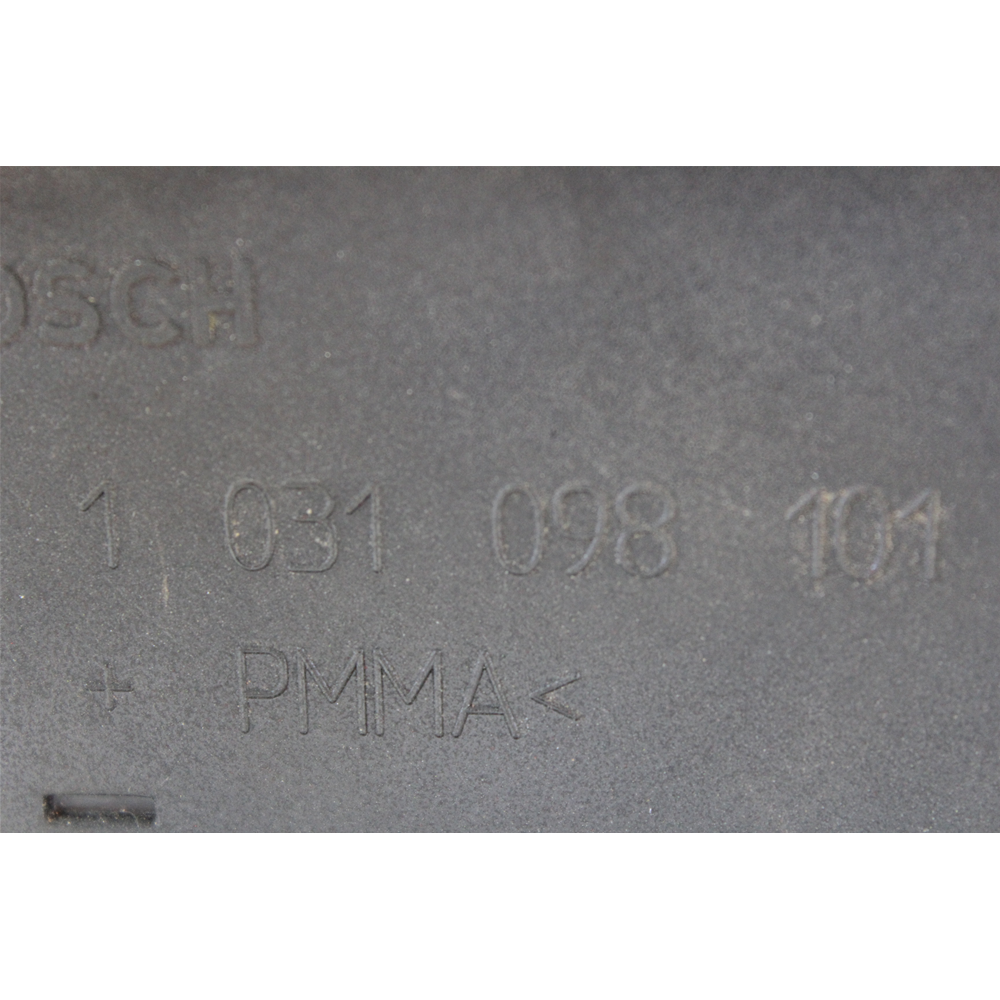 OSCH
1 031 098 101
+ PMMA<